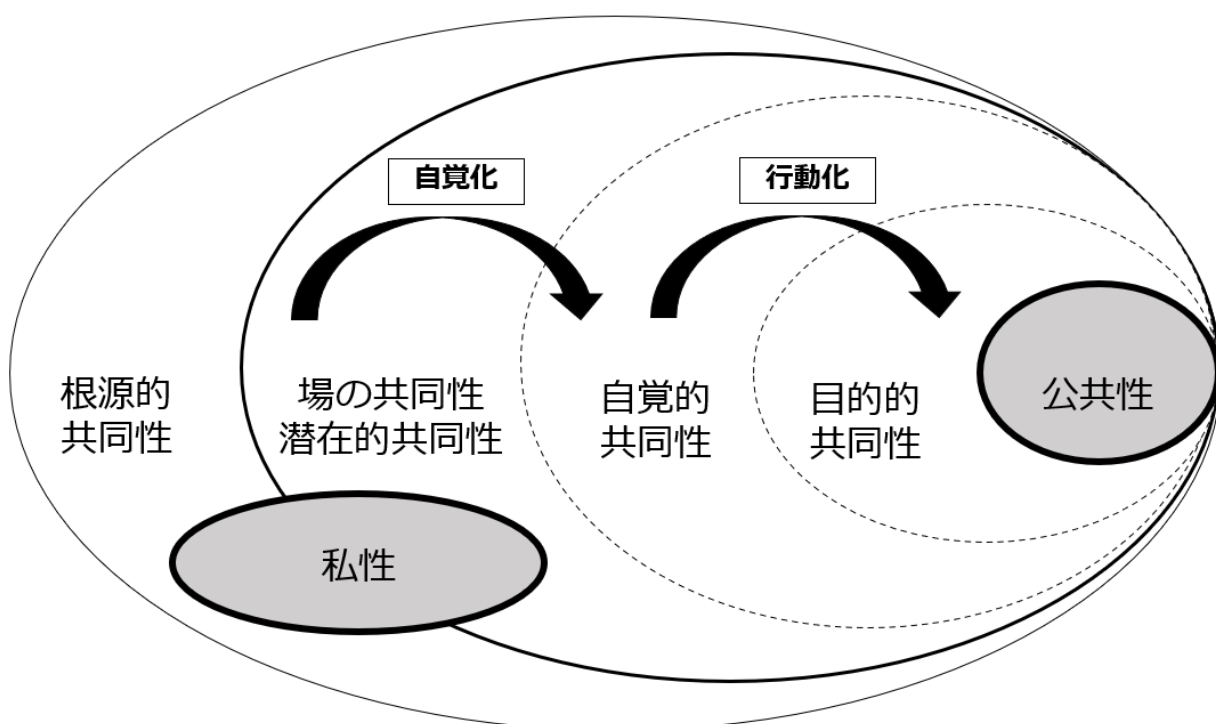 自覚化
行動化
根源的
共同性
場の共同性
潜在的共同性
自覚的
共同性
目的的
共同性
公共性
私性